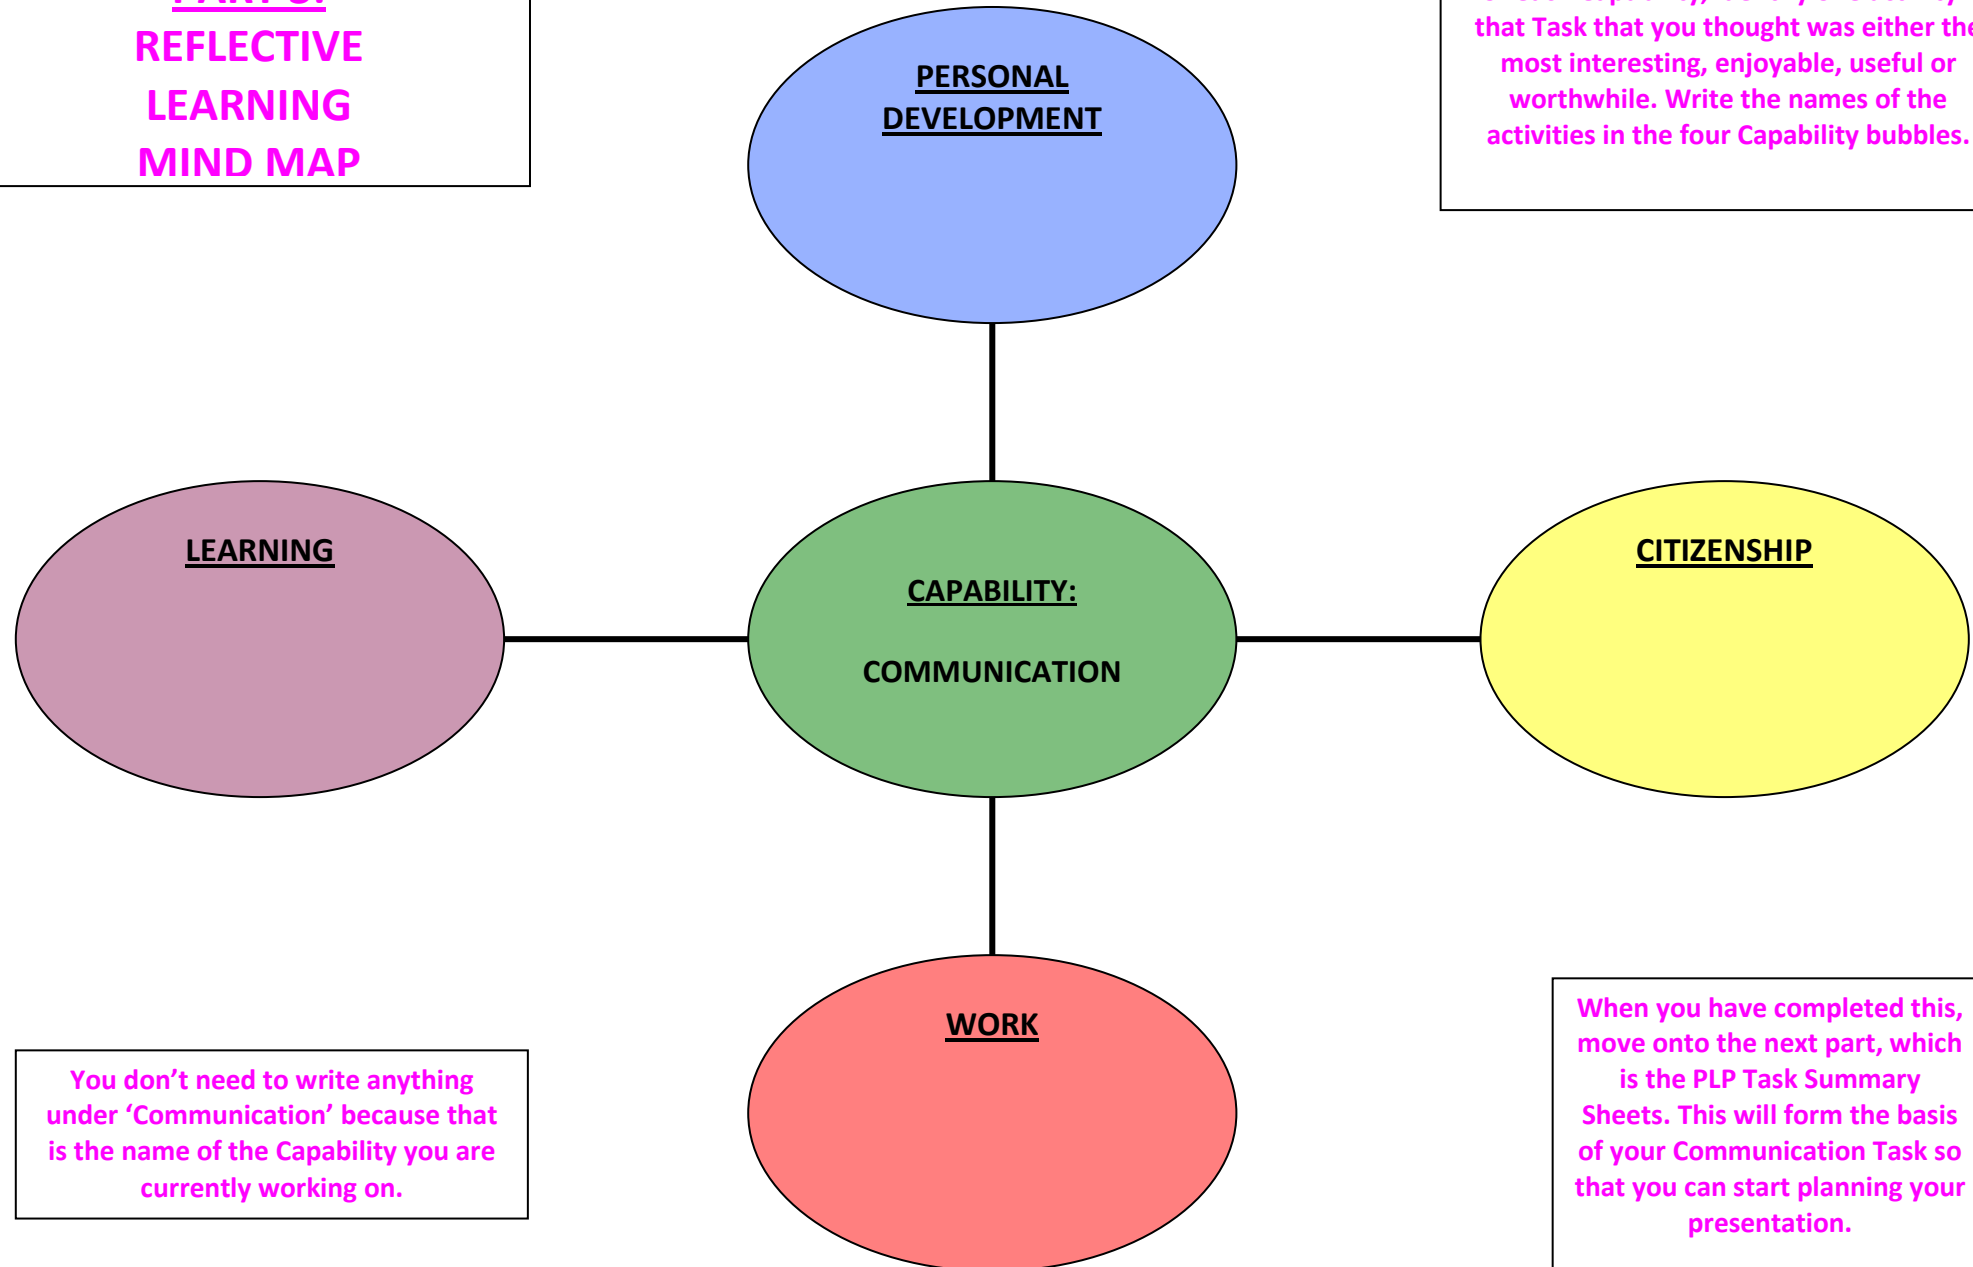 PART 3:
REFLECTIVE
LEARNING
MIND MAP
that Task that you thought was either the
most interesting, enjoyable, useful or
worthwhile. Write the names of the
activities in the four Capability bubbles.
PERSONAL
DEVELOPMENT
LEARNING
CAPABILITY:
COMMUNICATION
CITIZENSHIP
WORK
You don’t need to write anything
under ‘Communication’ because that
is the name of the Capability you are
currently working on.
When you have completed this,
move onto the next part, which
is the PLP Task Summary
Sheets. This will form the basis
of your Communication Task so
that you can start planning your
presentation.